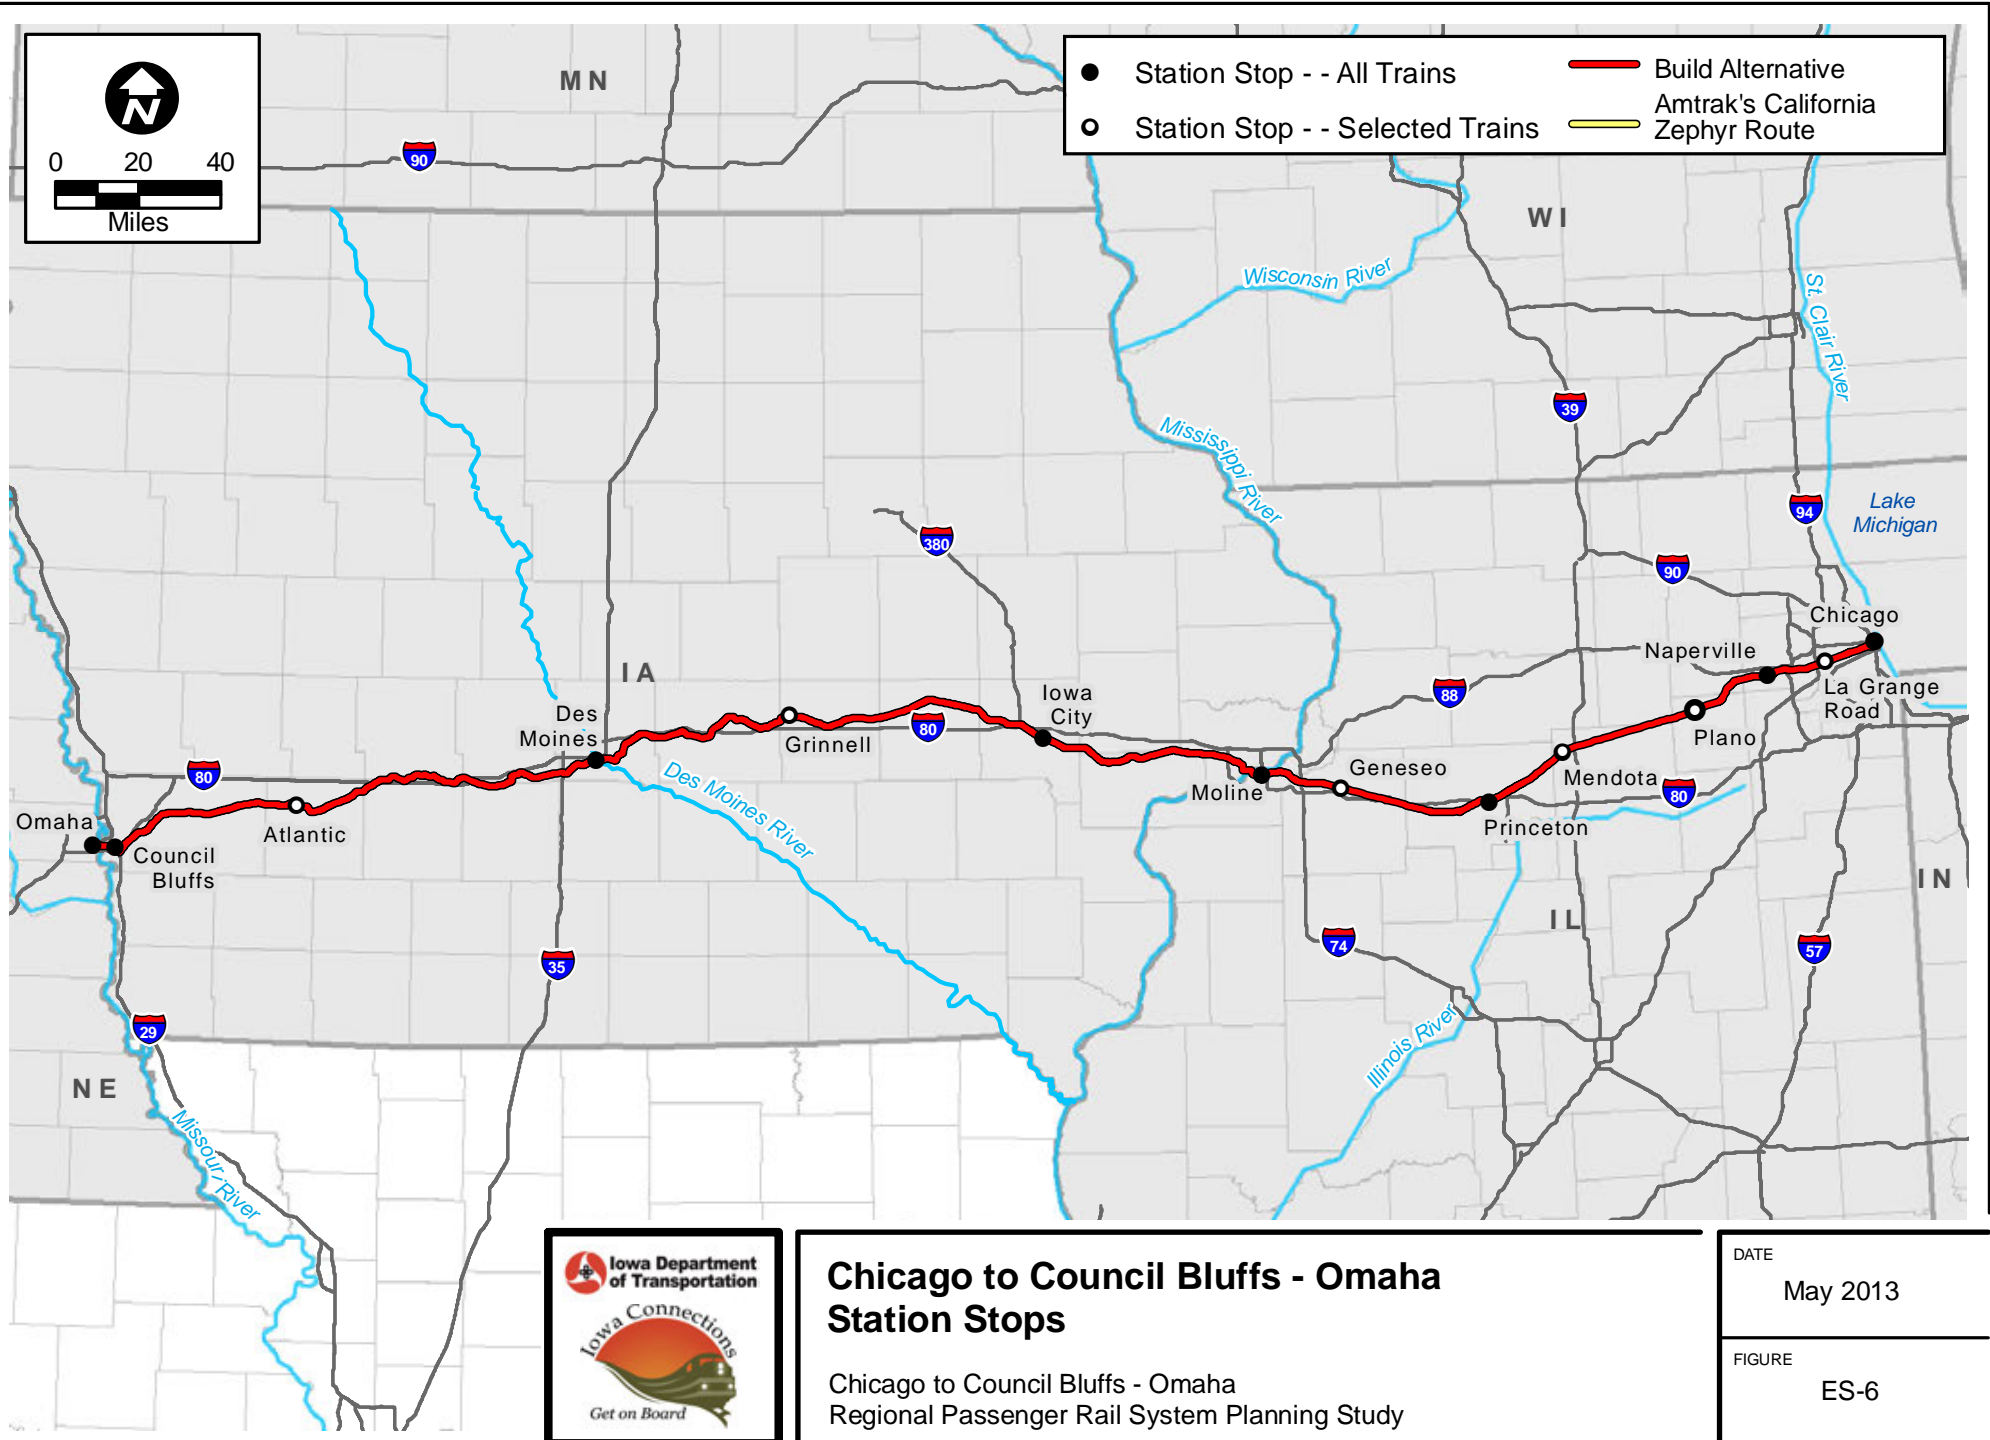 N
0 20 40
Miles
Station Stop - - All Trains
Station Stop - - Selected Trains
Build Alternative
Amtrak's California
Zephyr Route
MN
90
WI
Wisconsin River
St. Clair River
39
Mississippi River
94
Lake
Michigan
380
90
Chicago
Naperville
IA
Iowa
City
88
La Grange
Road
Des
Moines
80
Grinnell
Plano
Geneseo
Mendota
80
80
Des Moines River
Moline
Omaha
Atlantic
Princeton
Council
Bluffs
IN
IL
74
57
35
29
Illinois River
NE
Missouri River
Iowa Department
of Transportation
Iowa Connections
Get on Board
Chicago to Council Bluffs - Omaha
Station Stops
Chicago to Council Bluffs - Omaha
Regional Passenger Rail System Planning Study
DATE
May 2013
FIGURE
ES-6